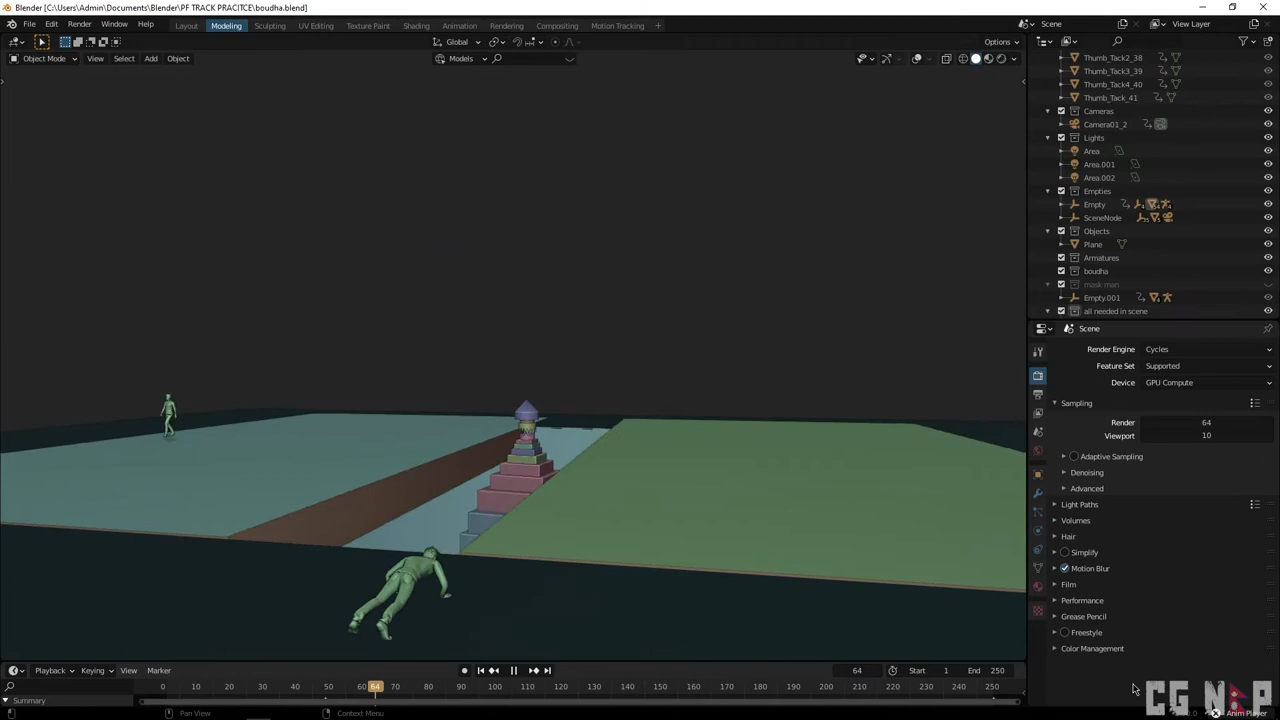 Blender [C:\Users\Admin\Documents\Blender\PF TRACK PRACITCE\boudha.blend]
File Edit Render Window Help Layout Modeling Sculpting UV Editing Texture Paint Shading Animation Rendering Compositing Motion Tracking + Scene View Layer
Global Options
Object Mode View Select Add Object Models
Thumb_Tack2_38
Thumb_Tack3_39
Thumb_Tack4_40
Thumb_Tack_41
Cameras
Camera01_2
Lights
Area
Area.001
Area.002
Empties
Empty
SceneNode
Objects
Plane
Armatures
boudha
mask man
Empty.001
all needed in scene
Scene
Render Engine Cycles
Feature Set Supported
Device GPU Compute
Sampling
Render 64
Viewport 10
Adaptive Sampling
Denoising
Advanced
Light Paths
Volumes
Hair
Simplify
Motion Blur
Film
Performance
Grease Pencil
Freestyle
Color Management
Playback Keying View Marker 64 Start 1 End 250
0 10 20 30 40 50 60 64 70 80 90 100 110 120 130 140 150 160 170 180 190 200 210 220 230 240 250
Summary
Pan View Context Menu Anim Player